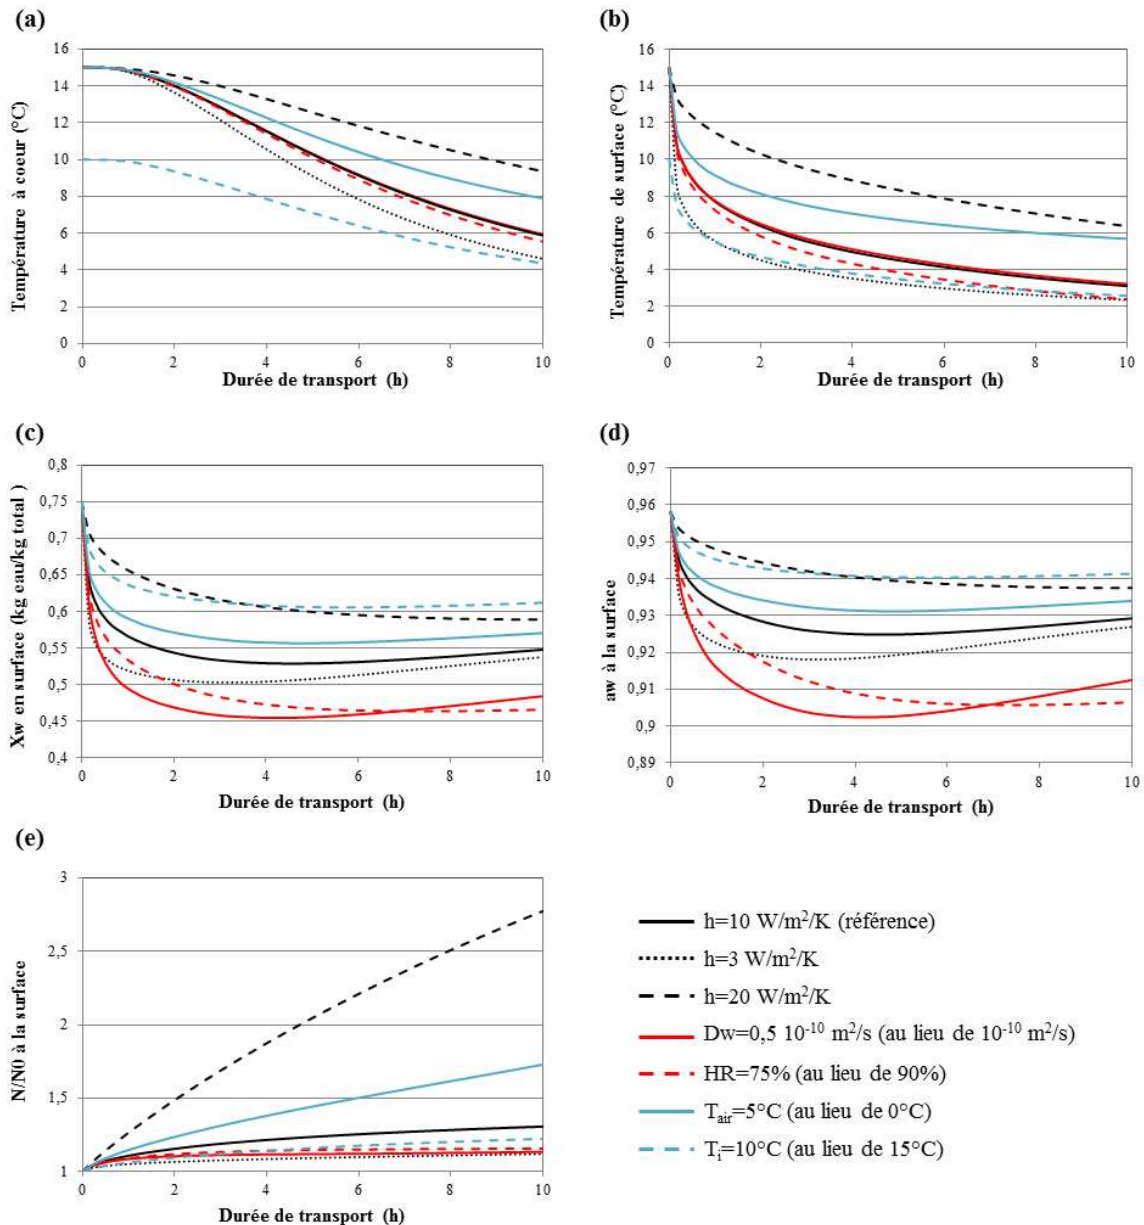 (a)
Température à coeur (°C)
16
14
12
10
8
6
4
2
0
0 2 4 6 8 10
Durée de transport (h)
(b)
Température de surface (°C)
16
14
12
10
8
6
4
2
0
0 2 4 6 8 10
Durée de transport (h)
(c)
Xw en surface (kg eau/kg total )
0,8
0,75
0,7
0,65
0,6
0,55
0,5
0,45
0,4
0 2 4 6 8 10
Durée de transport (h)
(d)
aw à la surface
0,97
0,96
0,95
0,94
0,93
0,92
0,91
0,9
0,89
0 2 4 6 8 10
Durée de transport (h)
(e)
N/N0 à la surface
3
2,5
2
1,5
1
0 2 4 6 8 10
Durée de transport (h)
h=10 W/m²/K (référence)
h=3 W/m²/K
h=20 W/m²/K
Dw=0,5 10⁻¹⁰ m²/s (au lieu de 10⁻¹⁰ m²/s)
HR=75% (au lieu de 90%)
Tair=5°C (au lieu de 0°C)
Ti=10°C (au lieu de 15°C)